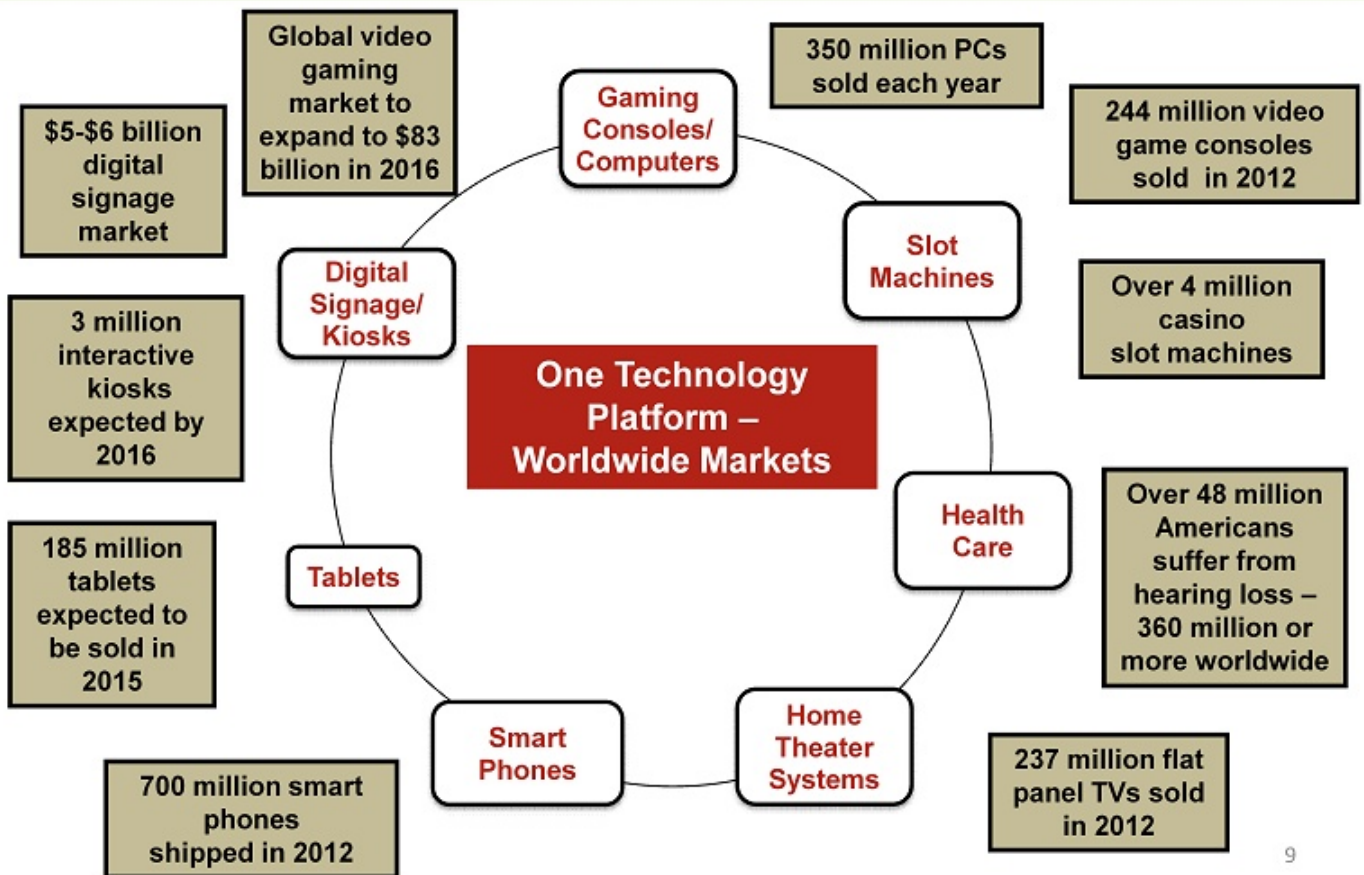 Global video
gaming
market to
expand to $83
billion in 2016
350 million PCs
sold each year
$5-$6 billion
digital
signage
market
Gaming
Consoles/
Computers
244 million video
game consoles
sold in 2012
Digital
Signage/
Kiosks
Slot
Machines
3 million
interactive
kiosks
expected by
2016
Over 4 million
casino
slot machines
One Technology
Platform –
Worldwide Markets
185 million
tablets
expected to
be sold in
2015
Tablets
Health
Care
Over 48 million
Americans
suffer from
hearing loss –
360 million or
more worldwide
Smart
Phones
Home
Theater
Systems
700 million smart
phones
shipped in 2012
237 million flat
panel TVs sold
in 2012
9